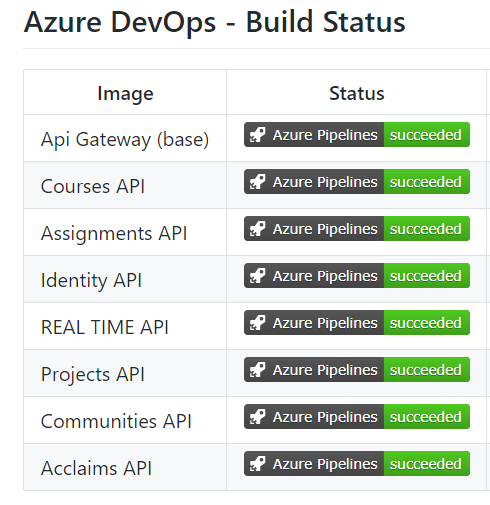 Azure DevOps - Build Status
Image Status
Api Gateway (base) Azure Pipelines succeeded
Courses API Azure Pipelines succeeded
Assignments API Azure Pipelines succeeded
Identity API Azure Pipelines succeeded
REAL TIME API Azure Pipelines succeeded
Projects API Azure Pipelines succeeded
Communities API Azure Pipelines succeeded
Acclaims API Azure Pipelines succeeded